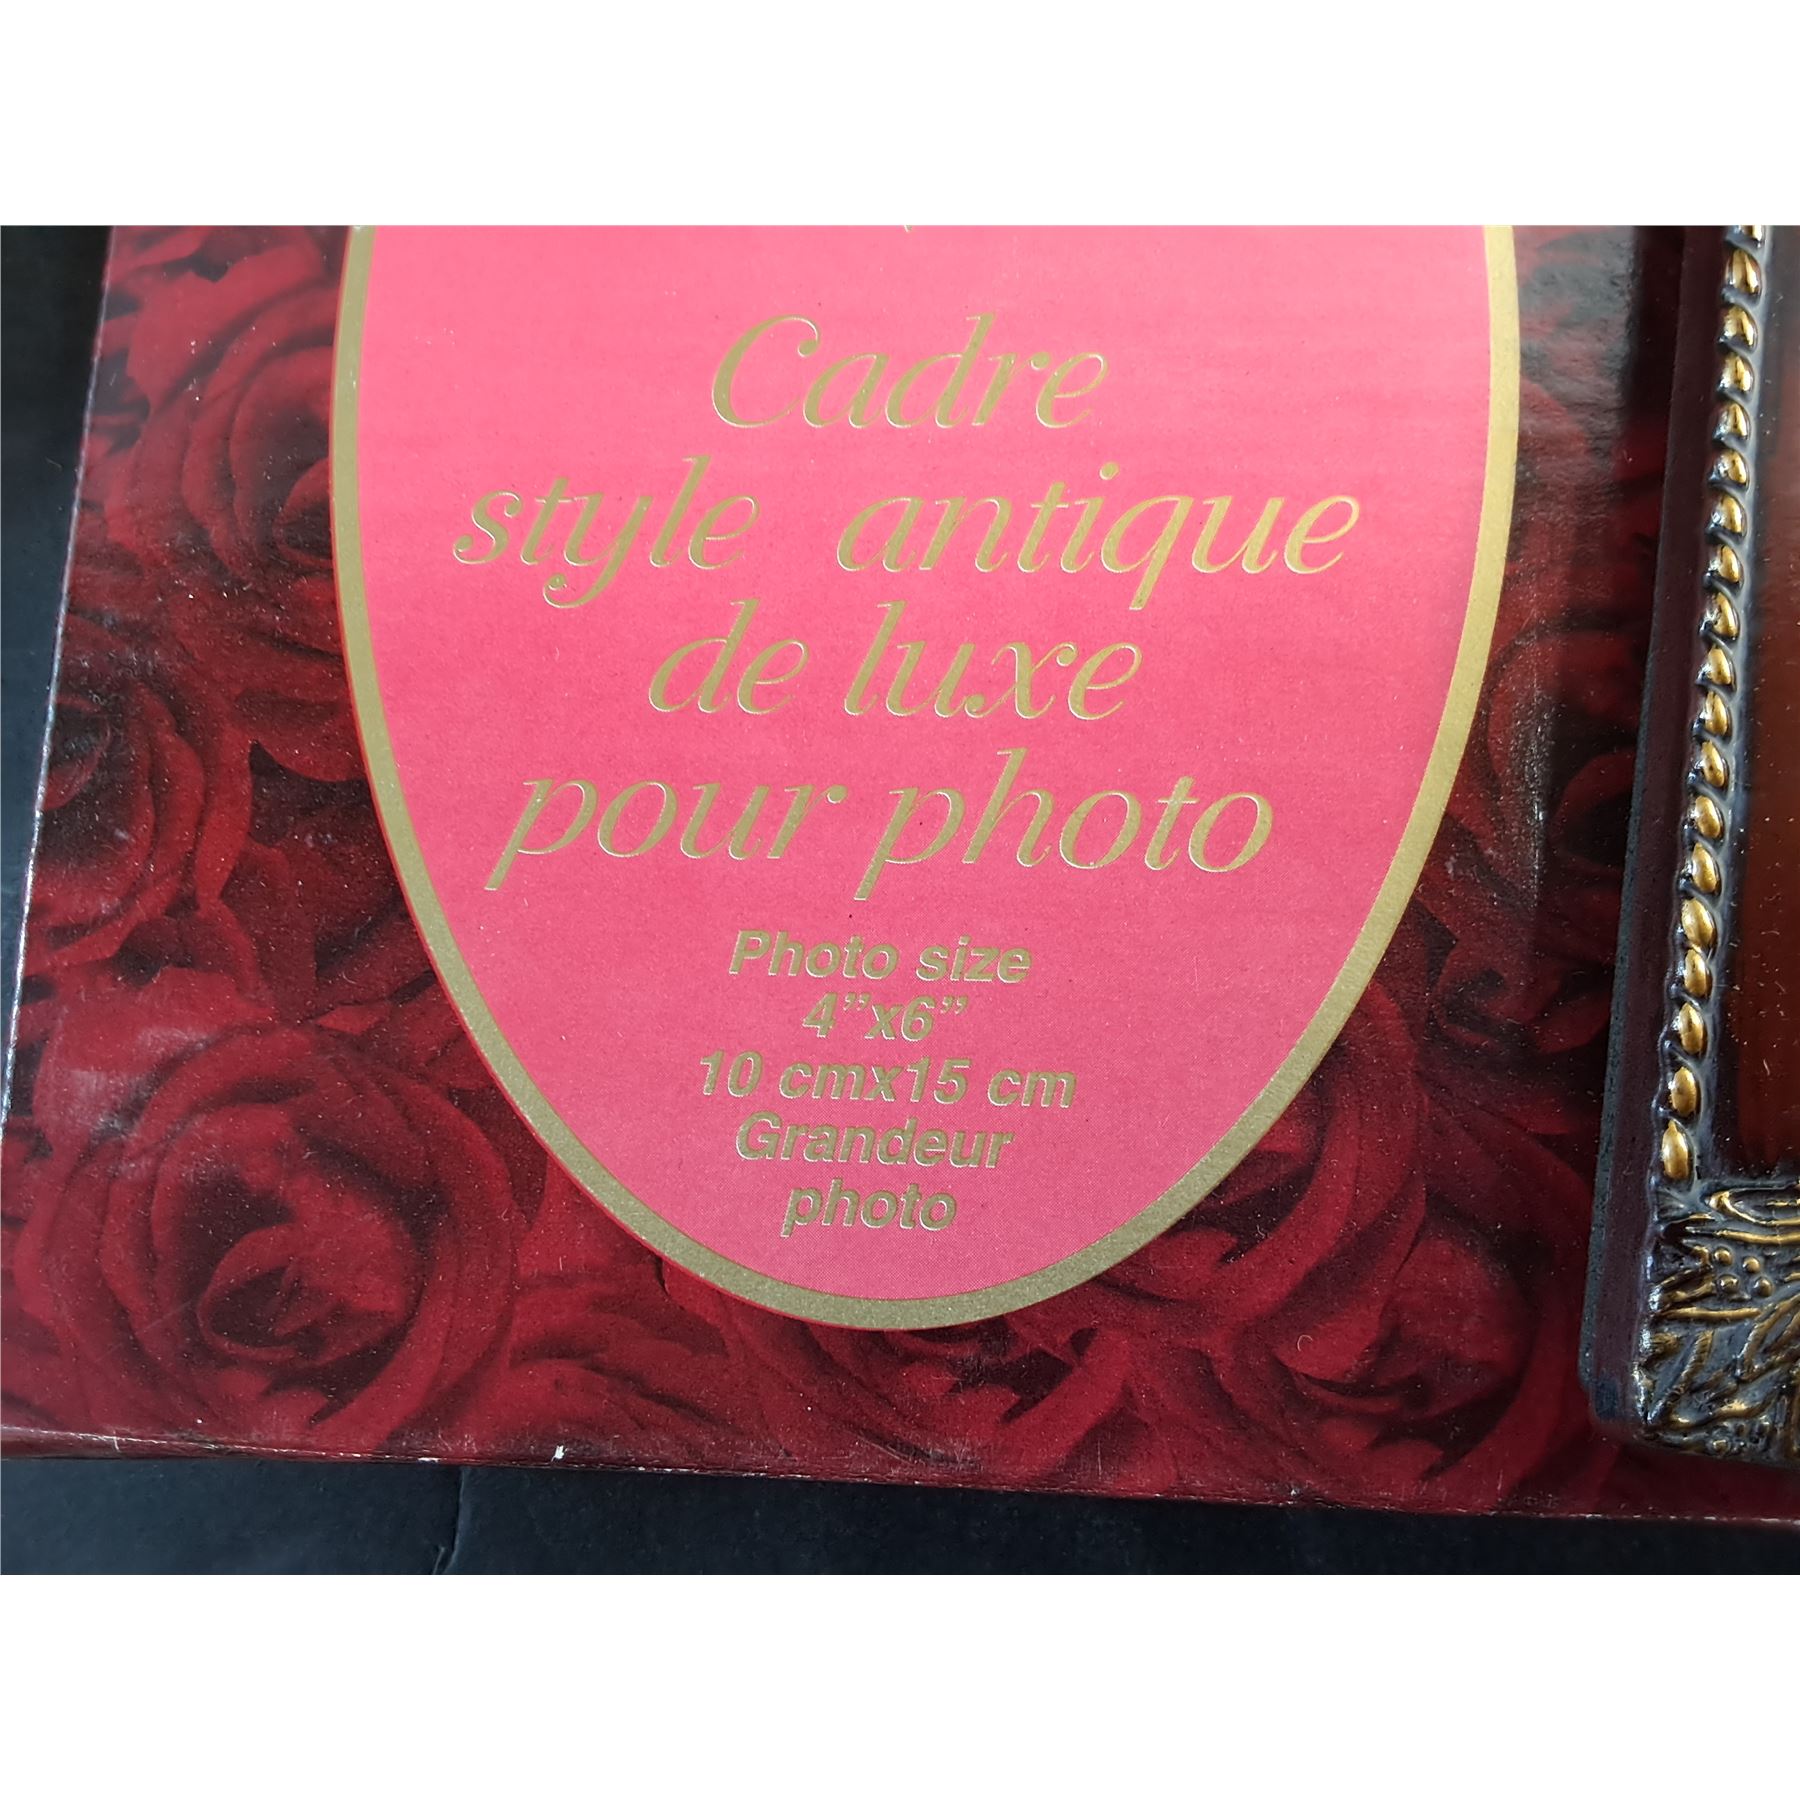 Cadre
style antique
de luxe
pour photo
Photo size
4”x6”
10 cmx15 cm
Grandeur
photo